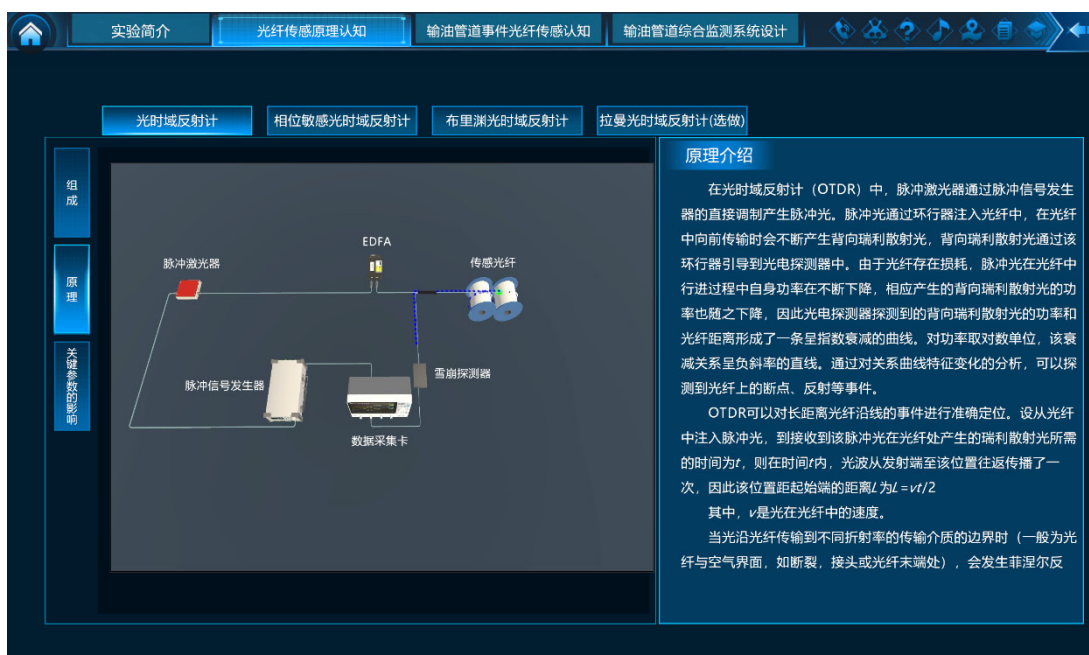 实验简介
光纤传感原理认知
输油管道事件光纤传感认知
输油管道综合监测系统设计
光时域反射计
相位敏感光时域反射计
布里渊光时域反射计
拉曼光时域反射计(选做)
组成
原理
关键参数的影响
EDFA
脉冲激光器
传感光纤
脉冲信号发生器
雪崩探测器
数据采集卡
原理介绍
在光时域反射计（OTDR）中，脉冲激光器通过脉冲信号发生
器的直接调制产生脉冲光。脉冲光通过环行器注入光纤中，在光纤
中向前传输时会不断产生背向瑞利散射光，背向瑞利散射光通过该
环行器引导到光电探测器中。由于光纤存在损耗，脉冲光在光纤中
行进过程中自身功率在不断下降，相应产生的背向瑞利散射光的功
率也随之下降，因此光电探测器探测到的背向瑞利散射光的功率和
光纤距离形成了一条呈指数衰减的曲线。对功率取对数单位，该衰
减关系呈负斜率的直线。通过对关系曲线特征变化的分析，可以探
测到光纤上的断点、反射等事件。
OTDR可以对长距离光纤沿线的事件进行准确定位。设从光纤
中注入脉冲光，到接收到该脉冲光在光纤处产生的瑞利散射光所需
的时间为t，则在时间t内，光波从发射端至该位置往返传播了一
次，因此该位置距起始端的距离L为L=vt/2
其中，v是光在光纤中的速度。
当光沿光纤传输到不同折射率的传输介质的边界时（一般为光
纤与空气界面，如断裂，接头或光纤末端处），会发生菲涅尔反